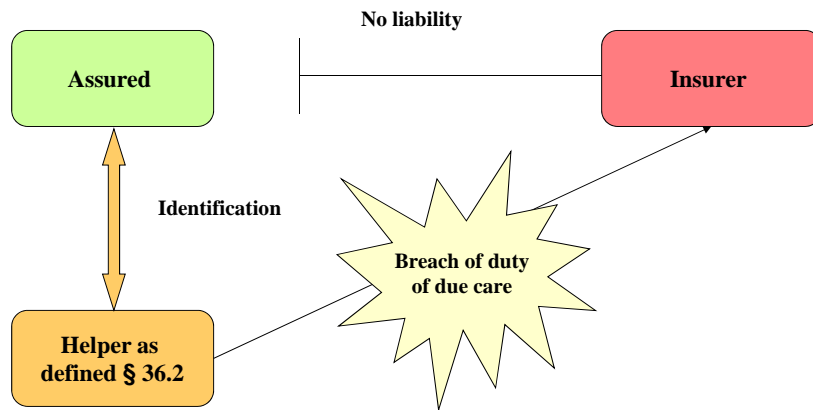 No liability
Assured
Insurer
Identification
Breach of duty
of due care
Helper as
defined § 36.2